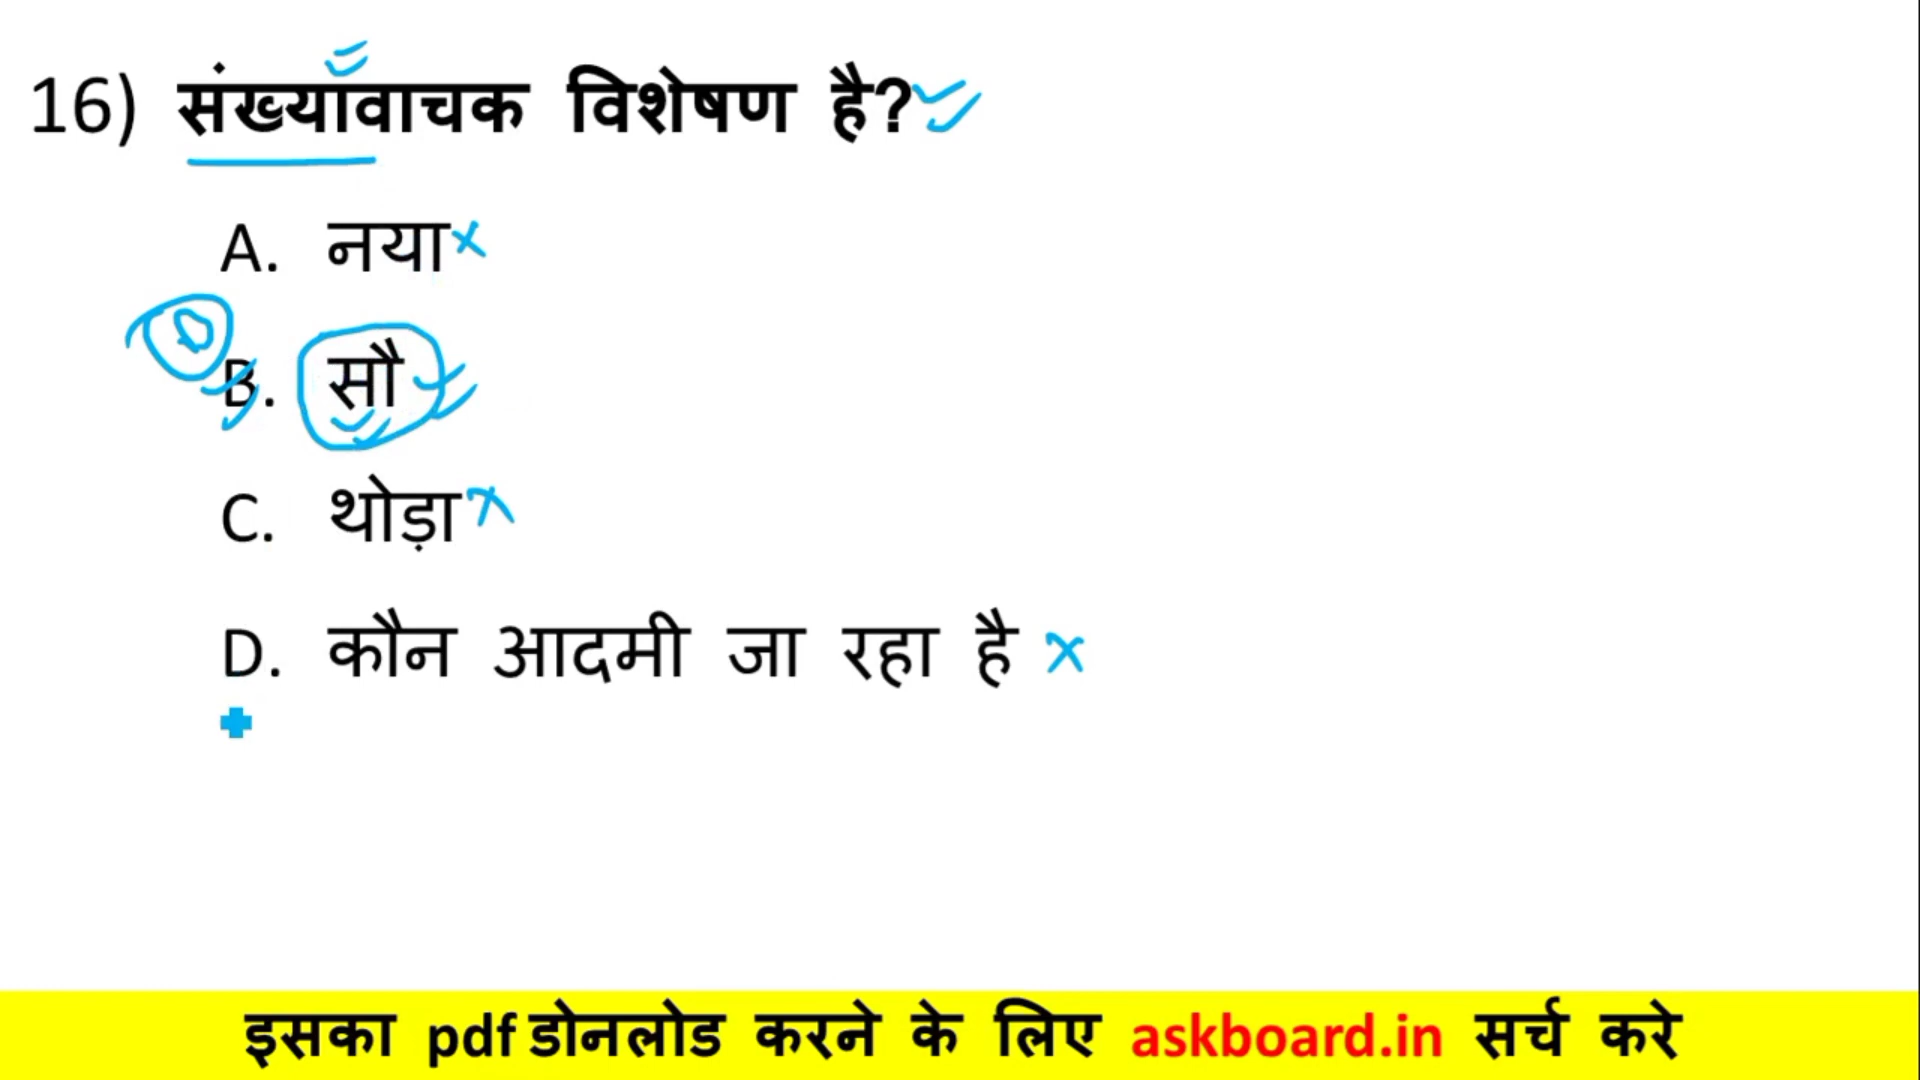 16) संख्यावाचक विशेषण है?
A. नया
B. सौ
C. थोड़ा
D. कौन आदमी जा रहा है
इसका pdf डोनलोड करने के लिए askboard.in सर्च करे